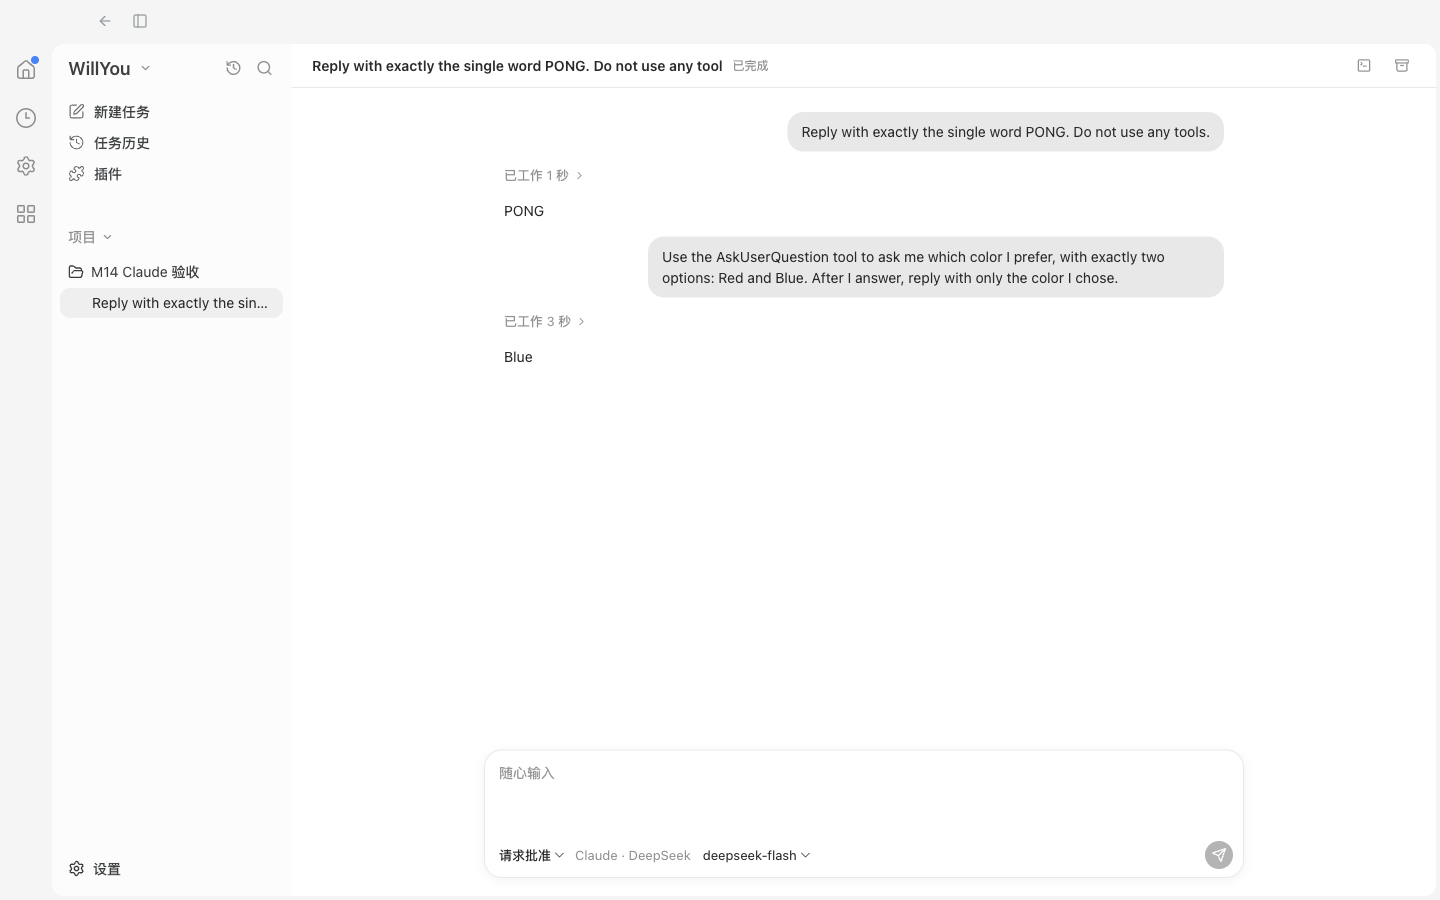 WillYou
新建任务
任务历史
插件
项目
M14 Claude 验收
Reply with exactly the sin...
设置
Reply with exactly the single word PONG. Do not use any tool 已完成
Reply with exactly the single word PONG. Do not use any tools.
已工作 1 秒
PONG
Use the AskUserQuestion tool to ask me which color I prefer, with exactly two
options: Red and Blue. After I answer, reply with only the color I chose.
已工作 3 秒
Blue
随心输入
请求批准 Claude · DeepSeek deepseek-flash